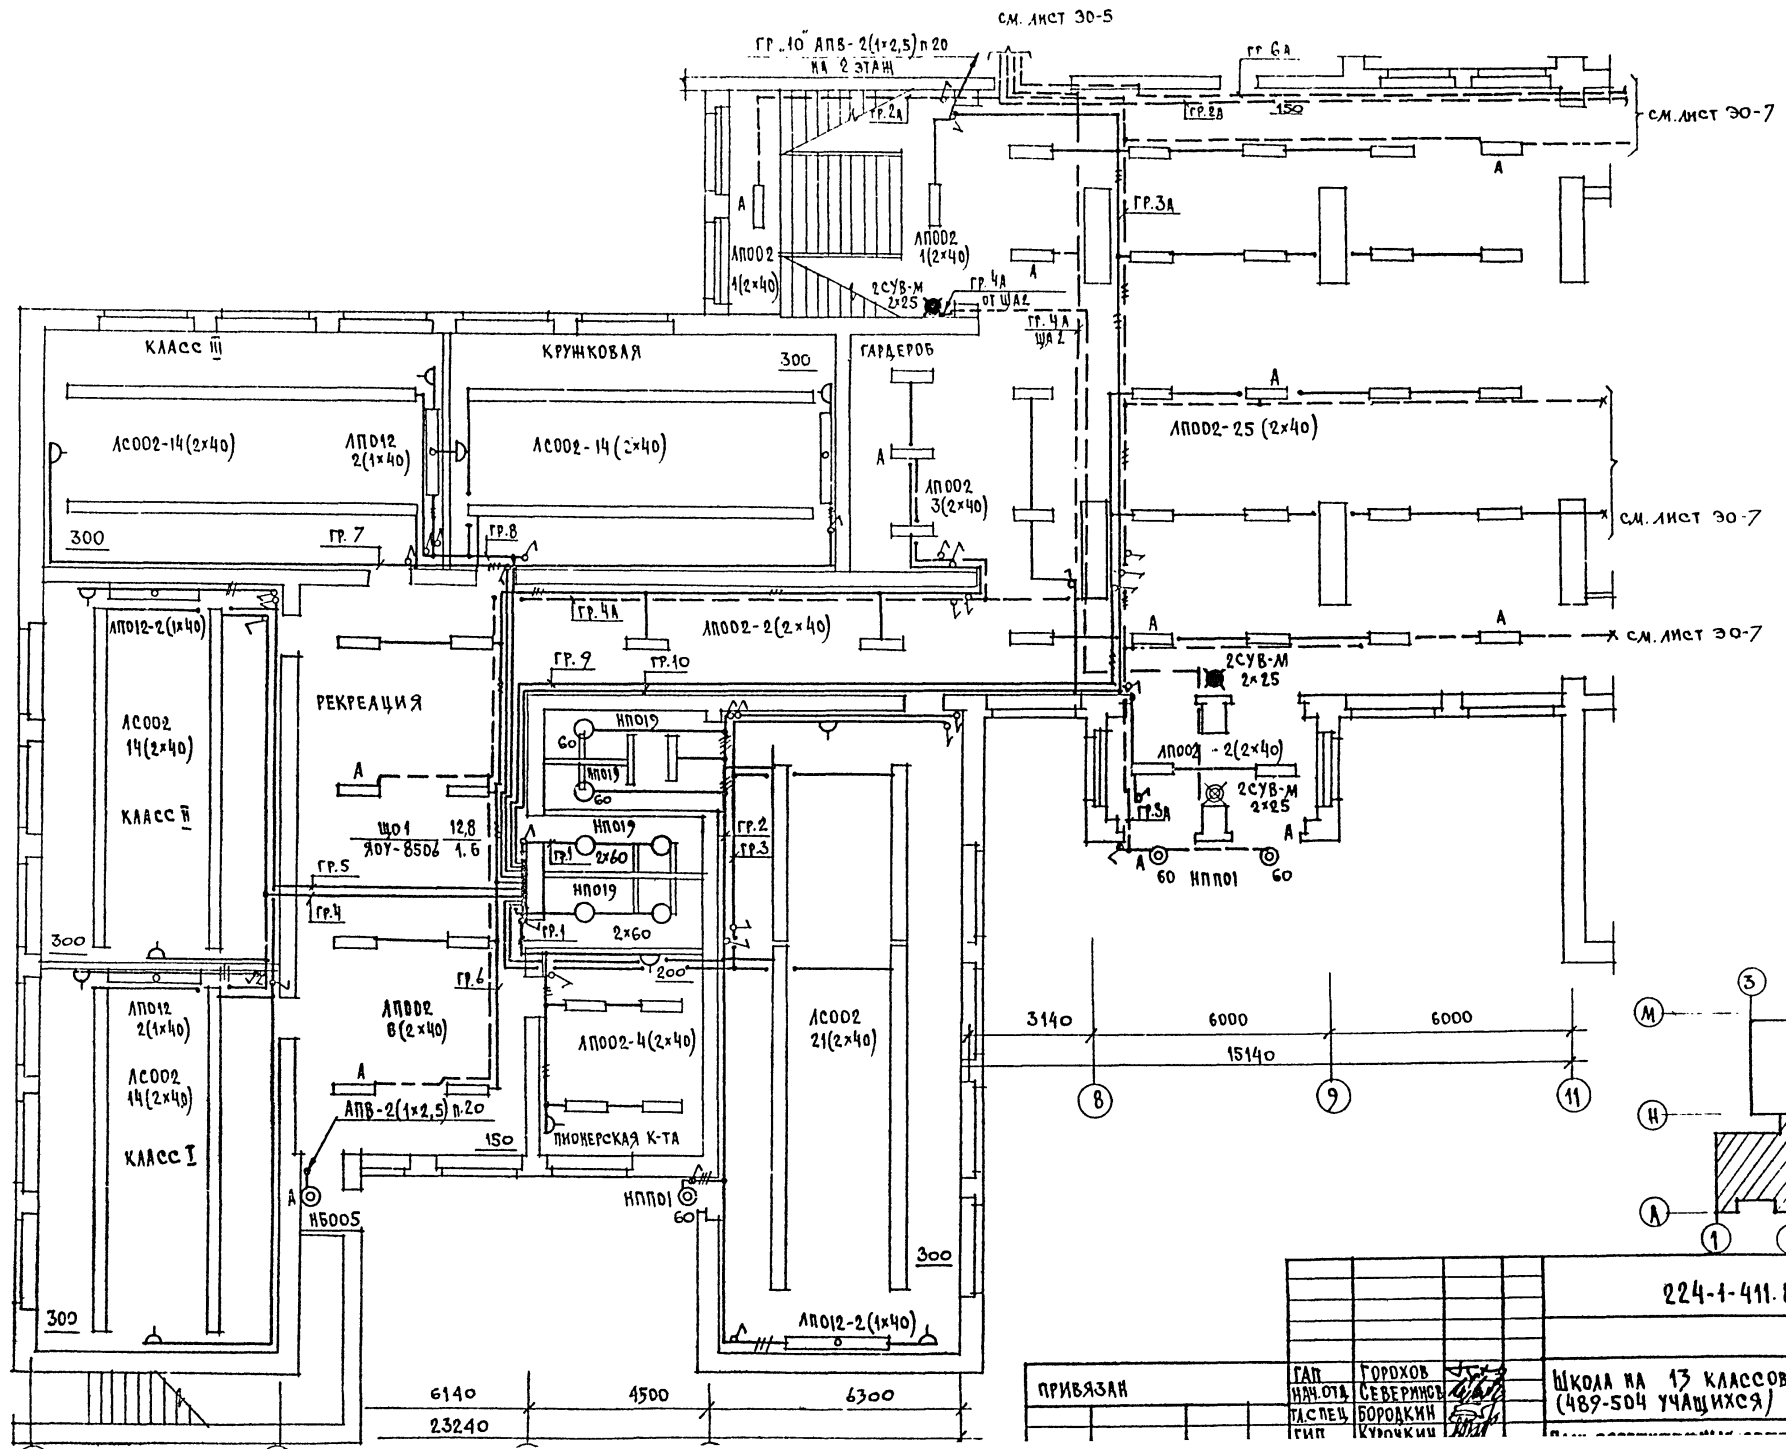 СМ. ЛИСТ ЭО-5
ГР. „10" АПВ-2(1×2,5) п 20
НА 2 ЭТАЖ
ГР 6А
ГР.2А
ГР.2А
150
СМ. ЛИСТ ЭО-7
А
А
ГР.3А
ЛП002
1(2×40)
ЛП002
1(2×40)
А
2СУВ-М
2×25
ГР. 4А
ОТ ЩА2
ГР. 4А
ЩА 2
КЛАСС III
КРУЖКОВАЯ
300
ГАРДЕРОБ
А
ЛП002-25 (2×40)
ЛС002-14(2×40)
ЛП012
2(1×40)
ЛС002-14(2×40)
А
ЛП002
3(2×40)
300
ГР. 7
ГР.8
СМ. ЛИСТ ЭО-7
ГР.4А
ЛП012-2(1×40)
ЛП002-2(2×40)
А
А
СМ. ЛИСТ ЭО-7
ГР. 9
ГР.10
2СУВ-М
2×25
РЕКРЕАЦИЯ
ЛС002
14(2×40)
НП019
60
ЛП002-2(2×40)
А
НП019
60
2СУВ-М
2×25
КЛАСС II
ЩО1
ЯОУ-8506
12,8
1.6
НП019
ГР.1
2×60
ГР.2
ГР.3
ГР.3А
А
А
60
НПП01
60
ГР.5
ГР.4
НП019
300
ГР.1
2×60
200
ГР.6
ЛП012
2(1×40)
ЛП002
8(2×40)
ЛП002-4(2×40)
ЛС002
21(2×40)
3140
6000
6000
15140
8
9
11
3
М
Н
А
1
ЛС002
14(2×40)
А
АПВ-2(1×2,5) п.20
КЛАСС I
150
ПИОНЕРСКАЯ К-ТА
А
НБ005
НПП01
60
300
300
ЛП012-2(1×40)
224-1-411.
6140
4500
6300
23240
ПРИВЯЗАН
ГАП ГОРОХОВ
НАЧ.ОТД СЕВЕРИНОВ
ГЛ.СПЕЦ БОРОДКИН
ГИП КУРОЧКИН
ШКОЛА НА 13 КЛАССОВ
(489-504 УЧАЩИХСЯ)